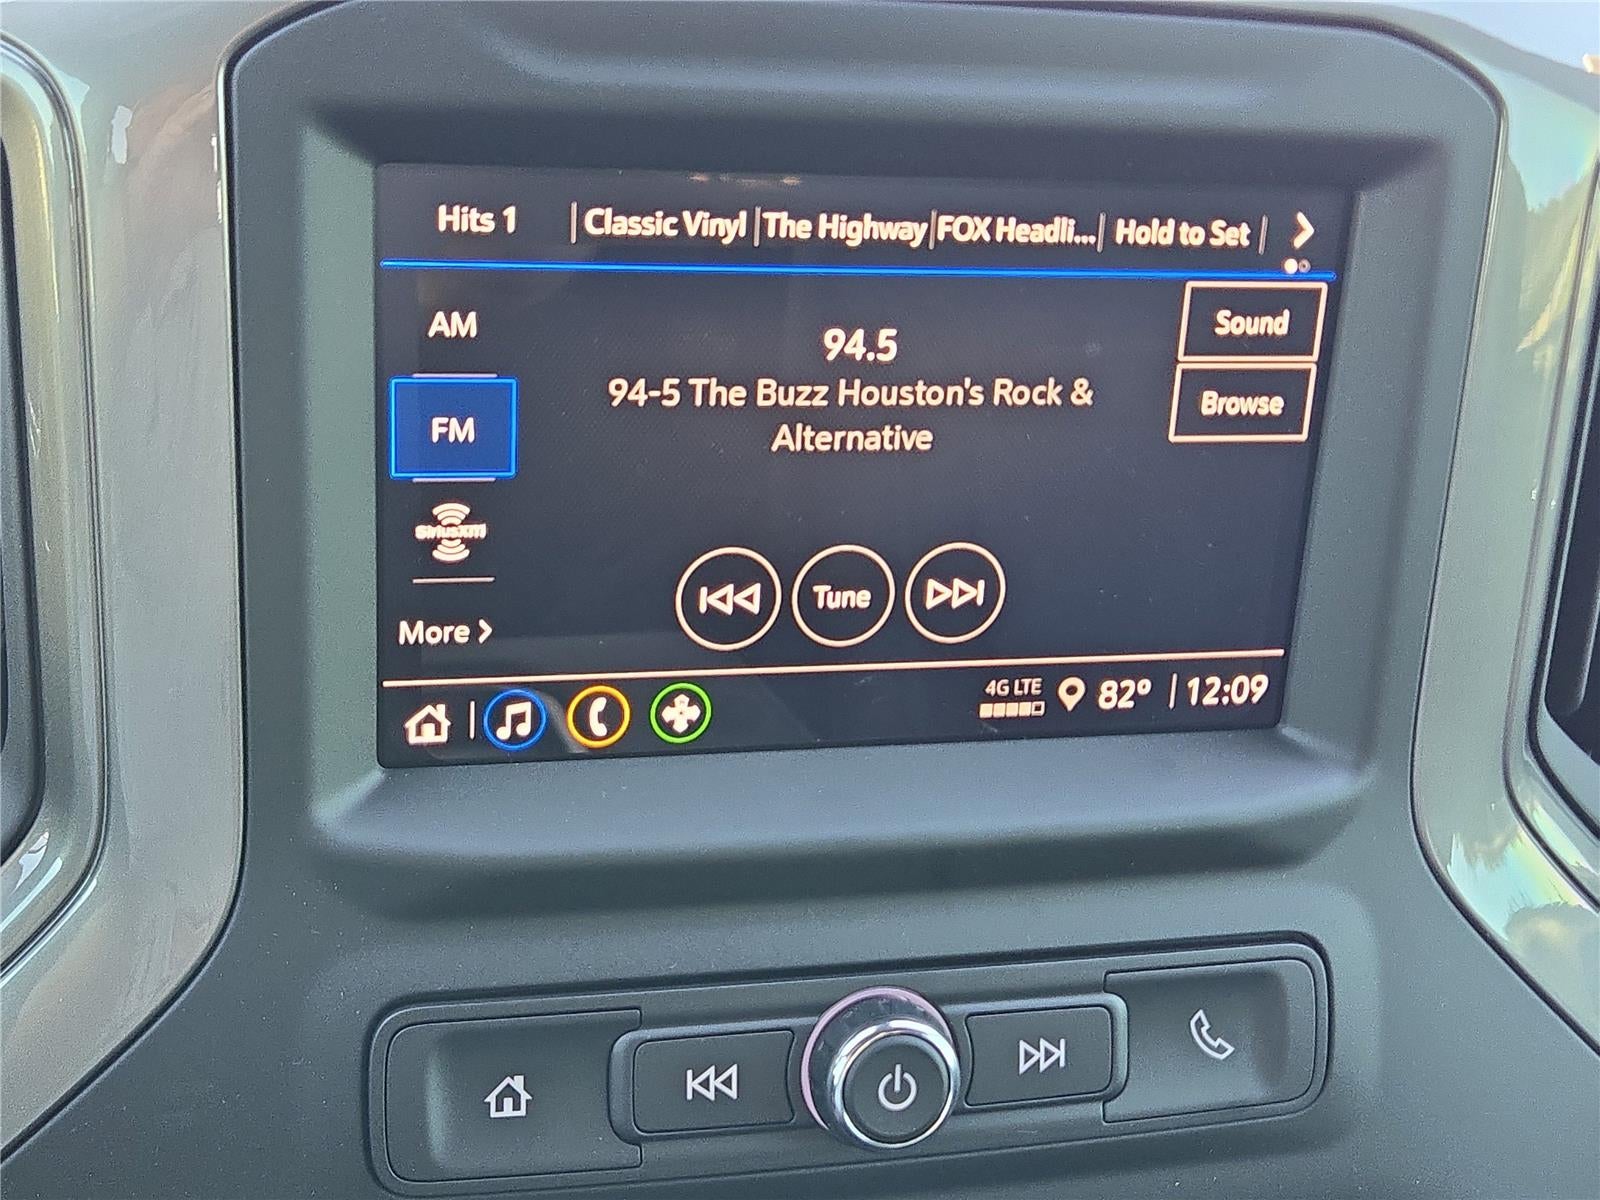 Hits 1 | Classic Vinyl | The Highway | FOX Headli... | Hold to Set |
AM
Sound
94.5
94-5 The Buzz Houston's Rock &
Alternative
Browse
FM
SiriusXM
Tune
More
4G LTE
82° | 12:09